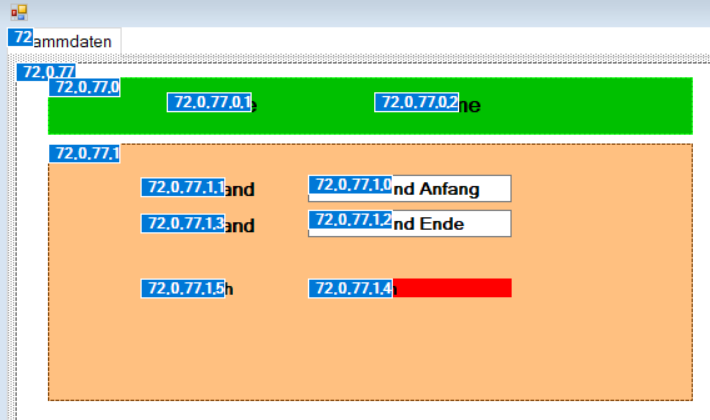 72 ammdaten
72.0.77
72.0.77.0
72.0.77.0.1 e 72.0.77.0.2 ne
72.0.77.1
72.0.77.1.1 and 72.0.77.1.0 nd Anfang
72.0.77.1.3 and 72.0.77.1.2 nd Ende
72.0.77.1.5 h 72.0.77.1.4